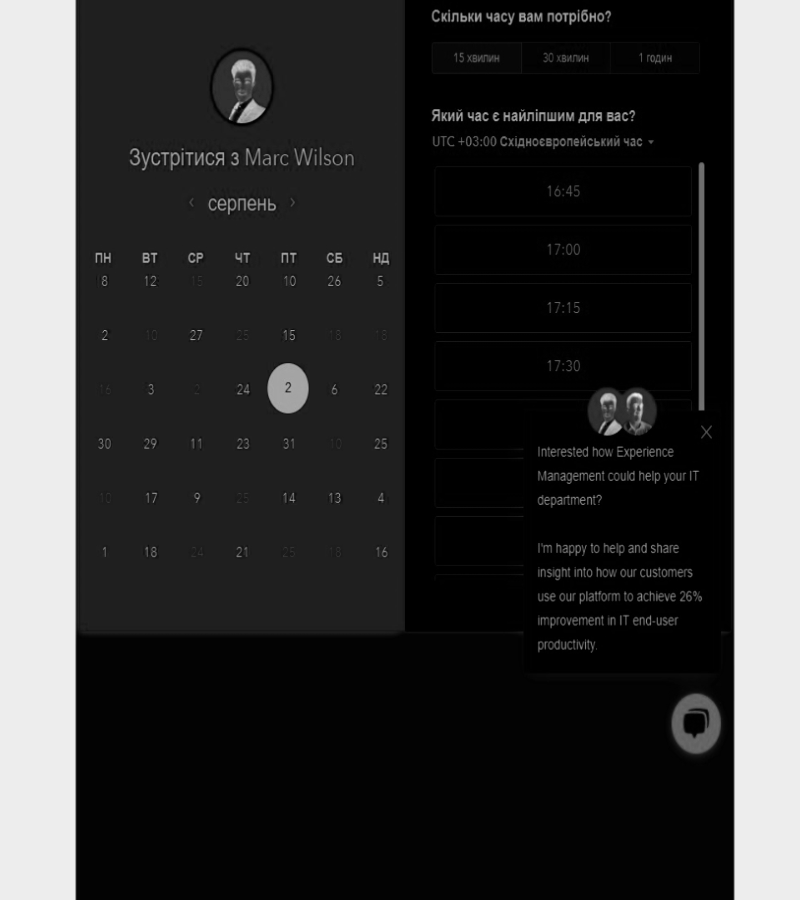 Зустрітися з Marc Wilson
серпень
ПН ВТ СР ЧТ ПТ СБ НД
8 12 15 20 10 26 5
2 10 27 25 15 18 15
16 3 2 24 2 6 22
30 29 11 23 31 10 25
10 17 9 25 14 13 4
1 18 24 21 25 18 16
Скільки часу вам потрібно?
15 хвилин 30 хвилин 1 годин
Який час є найліпшим для вас?
UTC +03:00 Східноєвропейський час
16:45
17:00
17:15
17:30
Interested how Experience
Management could help your IT
department?
I'm happy to help and share
insight into how our customers
use our platform to achieve 26%
improvement in IT end-user
productivity.